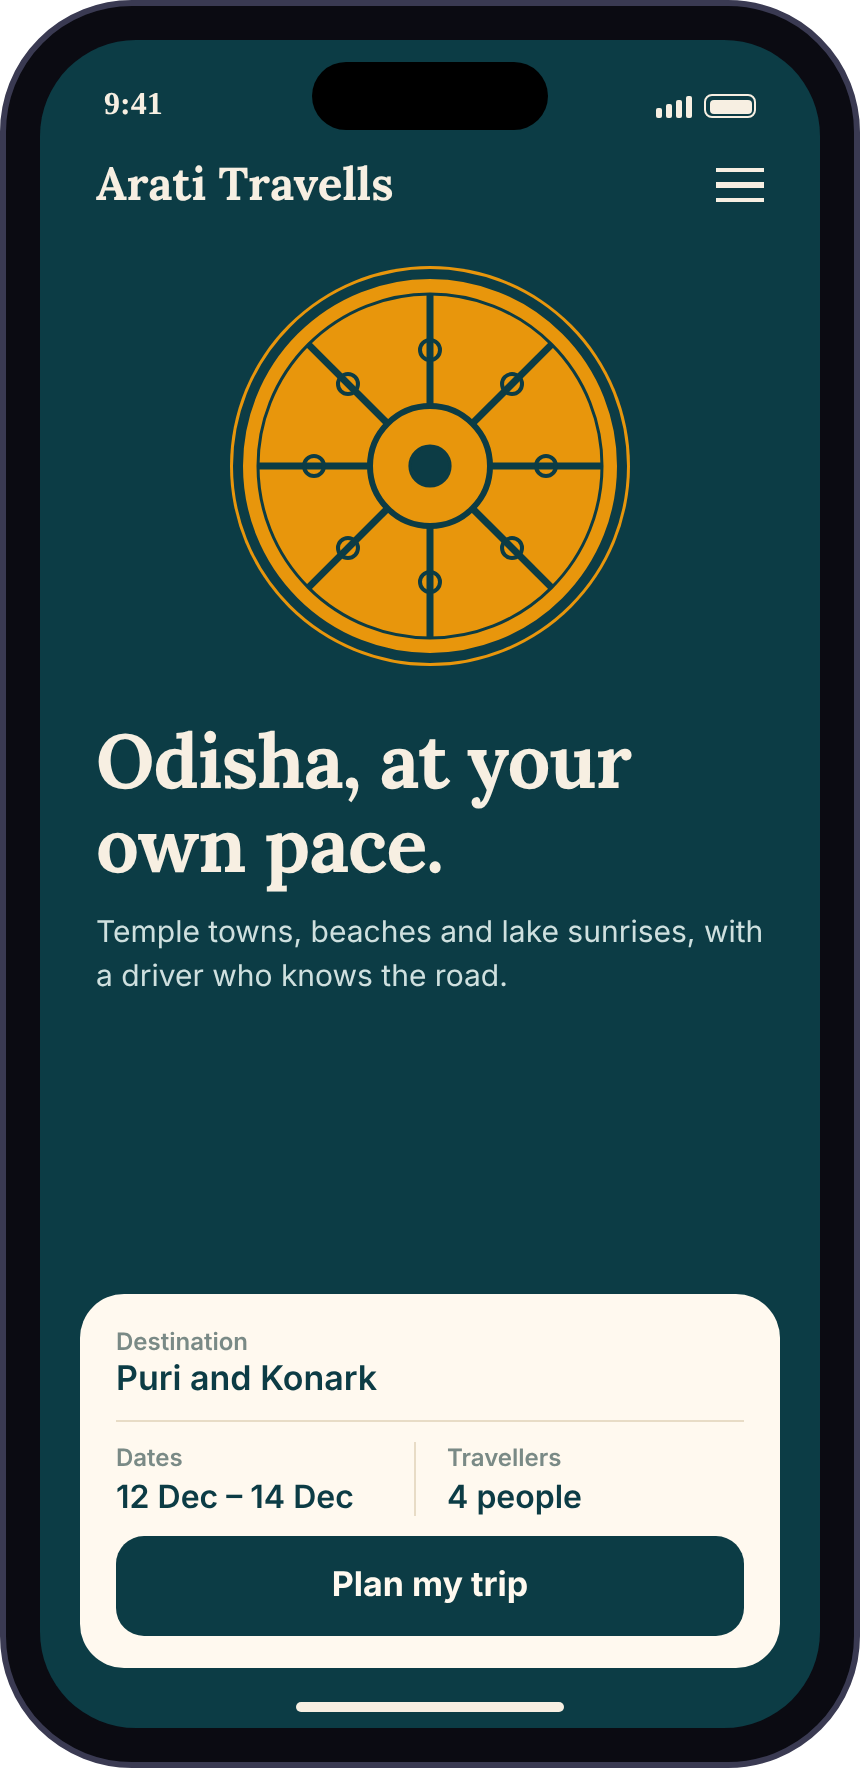 9:41
Arati Travells
Odisha, at your
own pace.
Temple towns, beaches and lake sunrises, with
a driver who knows the road.
Destination
Puri and Konark
Dates
12 Dec – 14 Dec
Travellers
4 people
Plan my trip